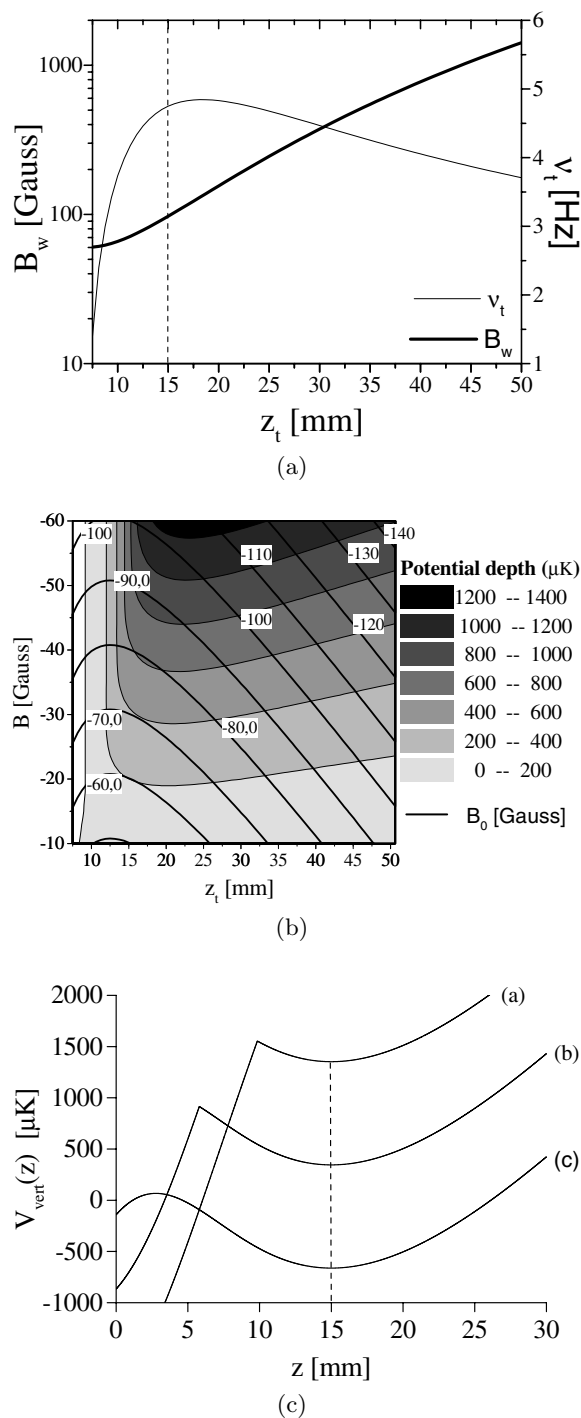 1000
100
10
B_w [Gauss]
6
5
4
3
2
1
ν_t [Hz]
ν_t
B_w
10 15 20 25 30 35 40 45 50
z_t [mm]
(a)
-60
-50
-40
-30
-20
-10
B [Gauss]
-100
-90,0
-70,0
-60,0
-110
-100
-80,0
-140
-130
-120
10 15 20 25 30 35 40 45 50
z_t [mm]
Potential depth (μK)
1200 -- 1400
1000 -- 1200
800 -- 1000
600 -- 800
400 -- 600
200 -- 400
0 -- 200
B_0 [Gauss]
(b)
2000
1500
1000
500
0
-500
-1000
V_vert(z) [μK]
(a)
(b)
(c)
0 5 10 15 20 25 30
z [mm]
(c)